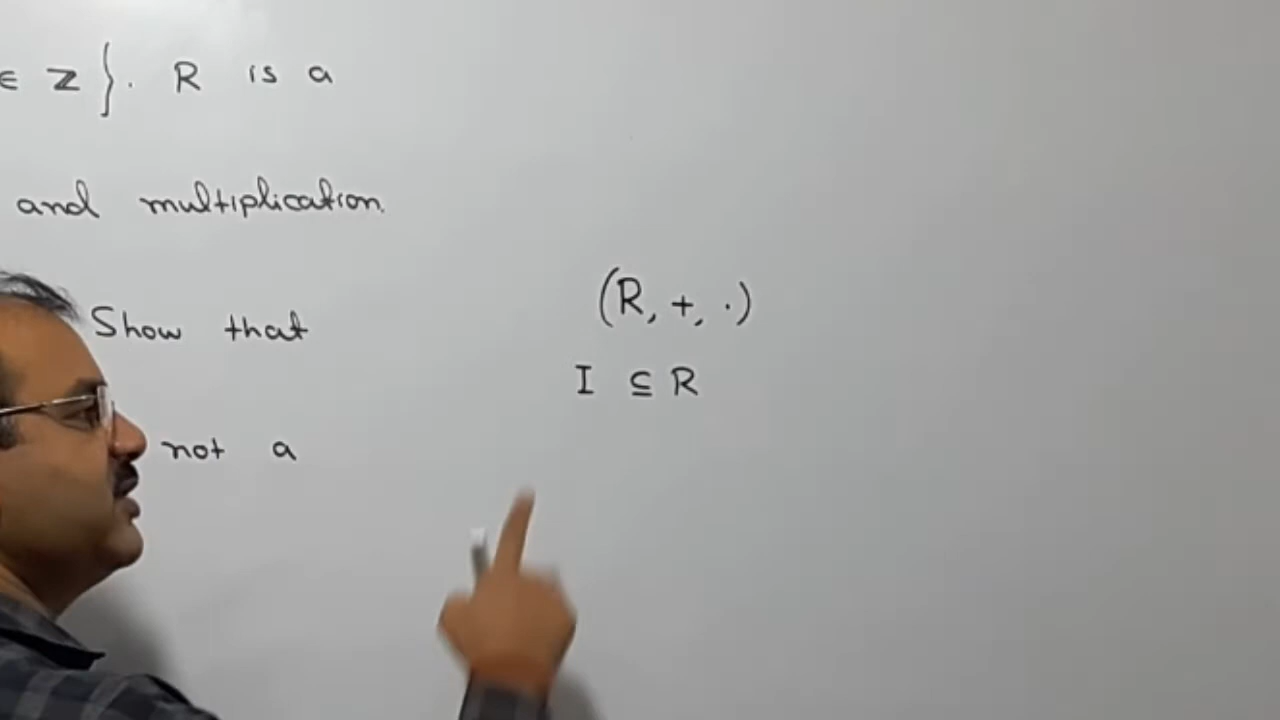 ∈ Z }. R is a
and multiplication.
Show that
not a
(R, +, ·)
I ⊆ R